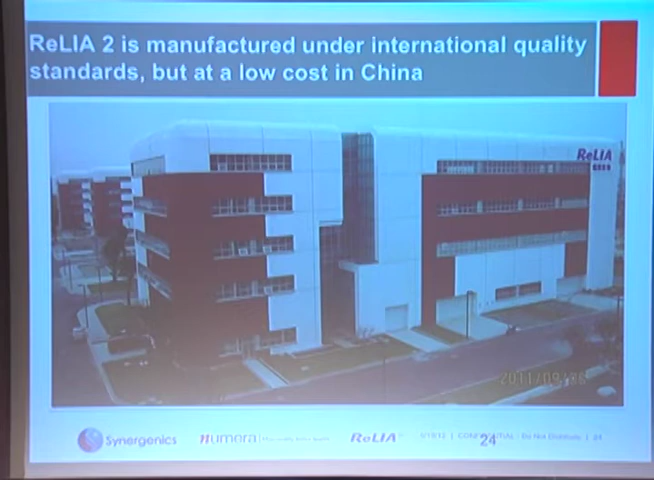 ReLIA 2 is manufactured under international quality
standards, but at a low cost in China
ReLIA
2011/09/
Synergenics
numera
ReLIA
24
CONFIDENTIAL | Do Not Distribute | 24